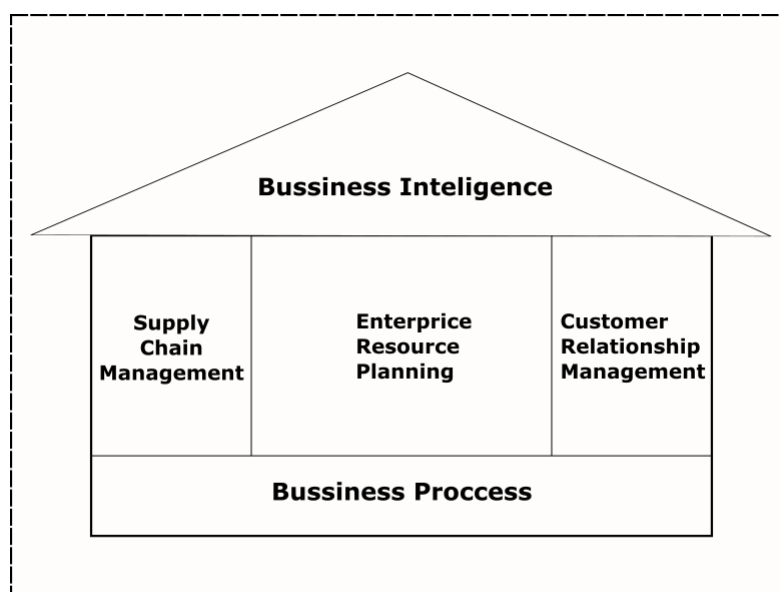 Bussiness Inteligence
Supply
Chain
Management
Enterprice
Resource
Planning
Customer
Relationship
Management
Bussiness Proccess